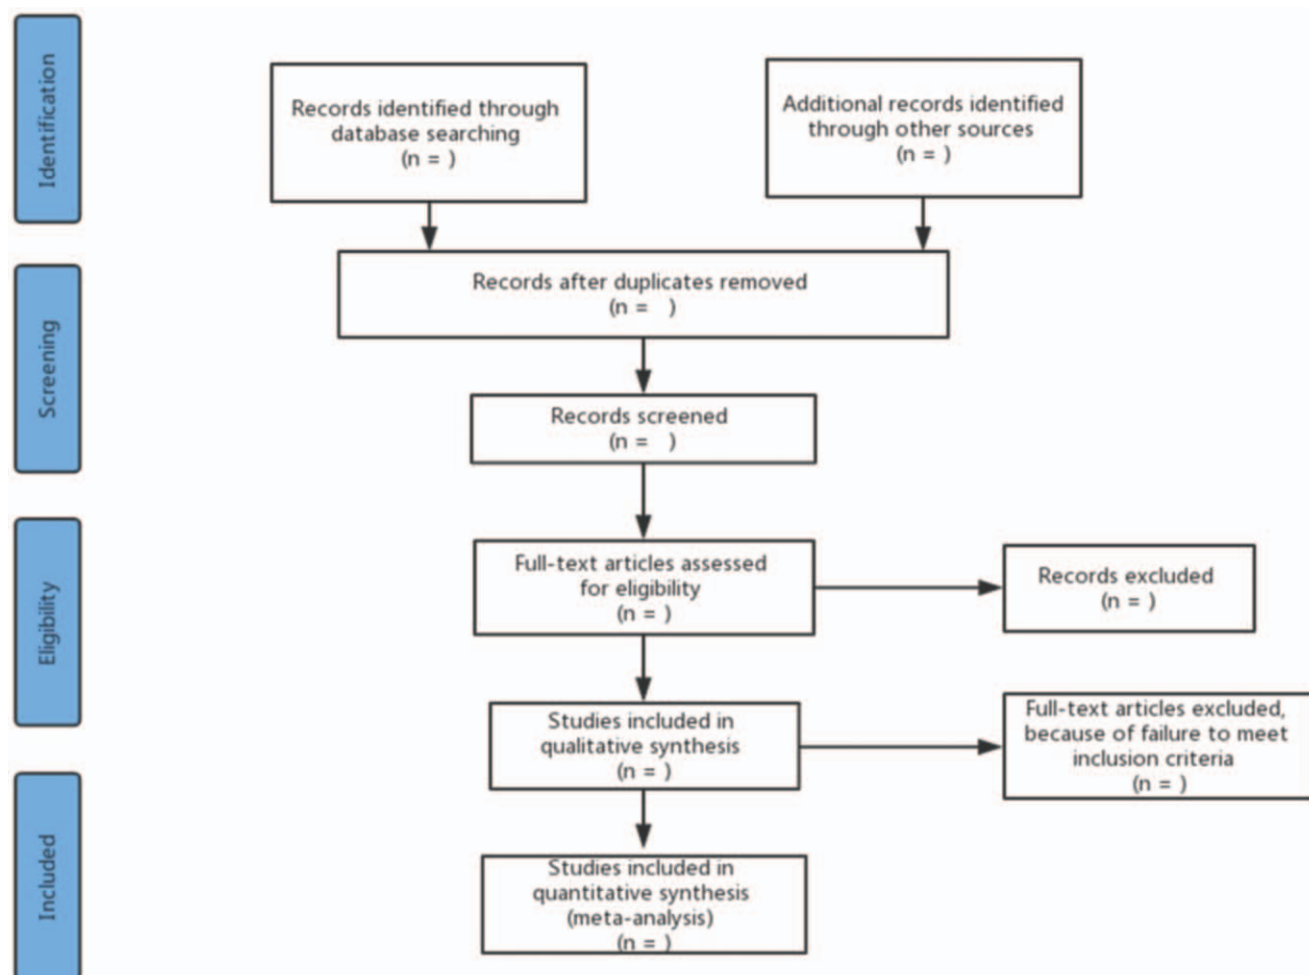 Identification
Records identified through
database searching
(n = )
Additional records identified
through other sources
(n = )
Screening
Records after duplicates removed
(n =   )
Records screened
(n =   )
Eligibility
Full-text articles assessed
for eligibility
(n = )
Records excluded
(n = )
Studies included in
qualitative synthesis
(n = )
Full-text articles excluded,
because of failure to meet
inclusion criteria
(n = )
Included
Studies included in
quantitative synthesis
(meta-analysis)
(n = )